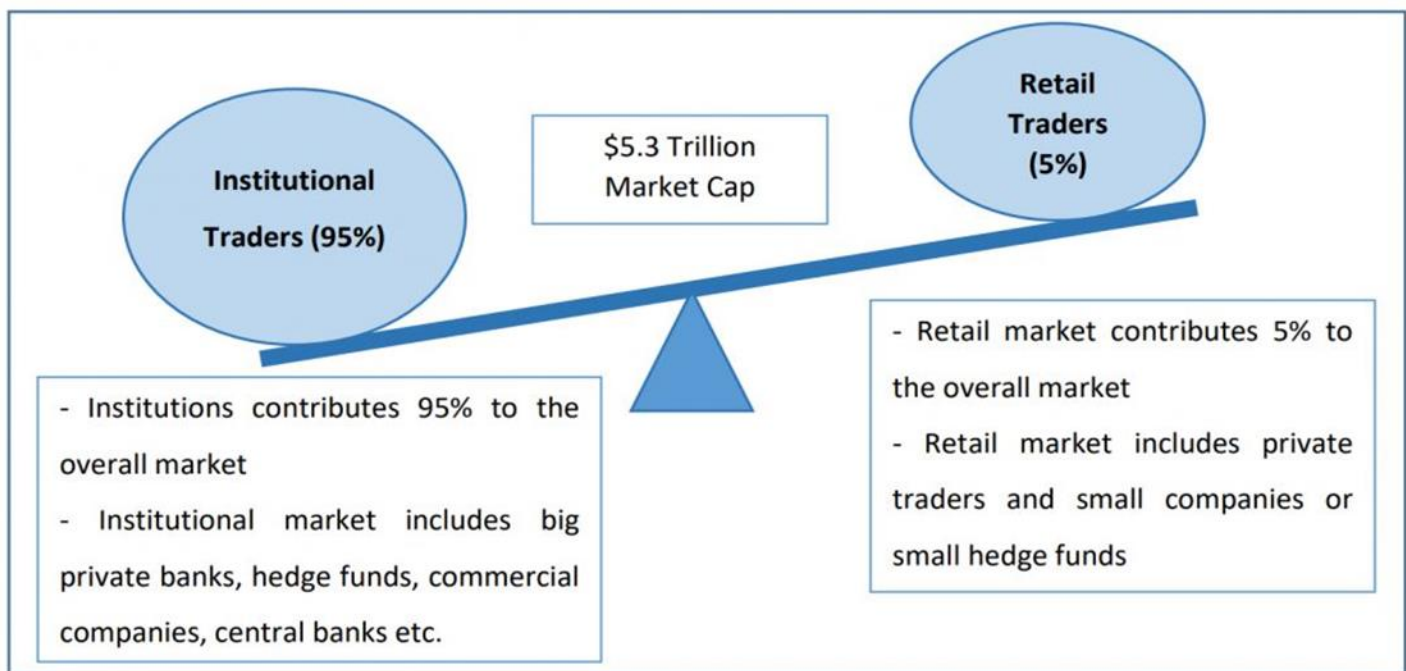 Institutional
Traders (95%)
$5.3 Trillion
Market Cap
Retail
Traders
(5%)
- Institutions contributes 95% to the
overall market
- Institutional market includes big
private banks, hedge funds, commercial
companies, central banks etc.
- Retail market contributes 5% to
the overall market
- Retail market includes private
traders and small companies or
small hedge funds